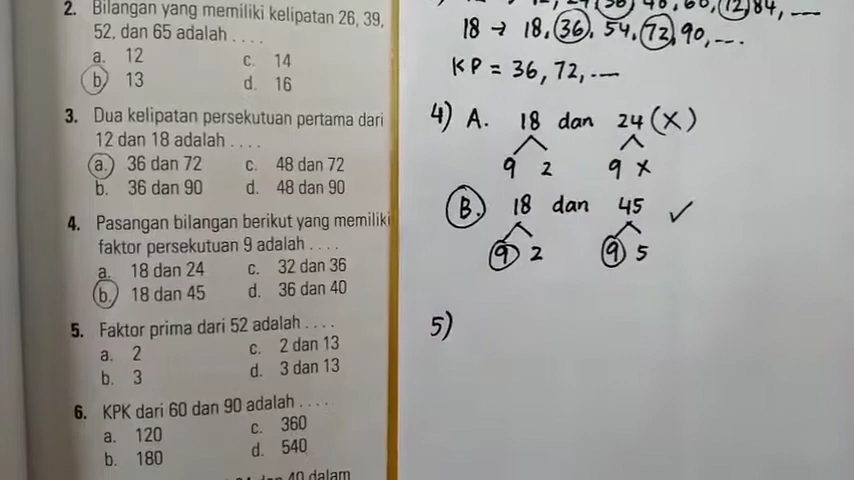 2. Bilangan yang memiliki kelipatan 26, 39,
52, dan 65 adalah . . . .
a. 12 c. 14
b. 13 d. 16
3. Dua kelipatan persekutuan pertama dari
12 dan 18 adalah . . . .
a. 36 dan 72 c. 48 dan 72
b. 36 dan 90 d. 48 dan 90
4. Pasangan bilangan berikut yang memiliki
faktor persekutuan 9 adalah . . . .
a. 18 dan 24 c. 32 dan 36
b. 18 dan 45 d. 36 dan 40
5. Faktor prima dari 52 adalah . . . .
a. 2 c. 2 dan 13
b. 3 d. 3 dan 13
6. KPK dari 60 dan 90 adalah . . . . .
a. 120 c. 360
b. 180 d. 540
40 dalam
84, ---
18 → 18, 36, 54, 72, 90, ---.
KP = 36, 72, ---
4) A. 18 dan 24 (X)
9 2 9 X
B. 18 dan 45 ✓
9 2 9 5
5)